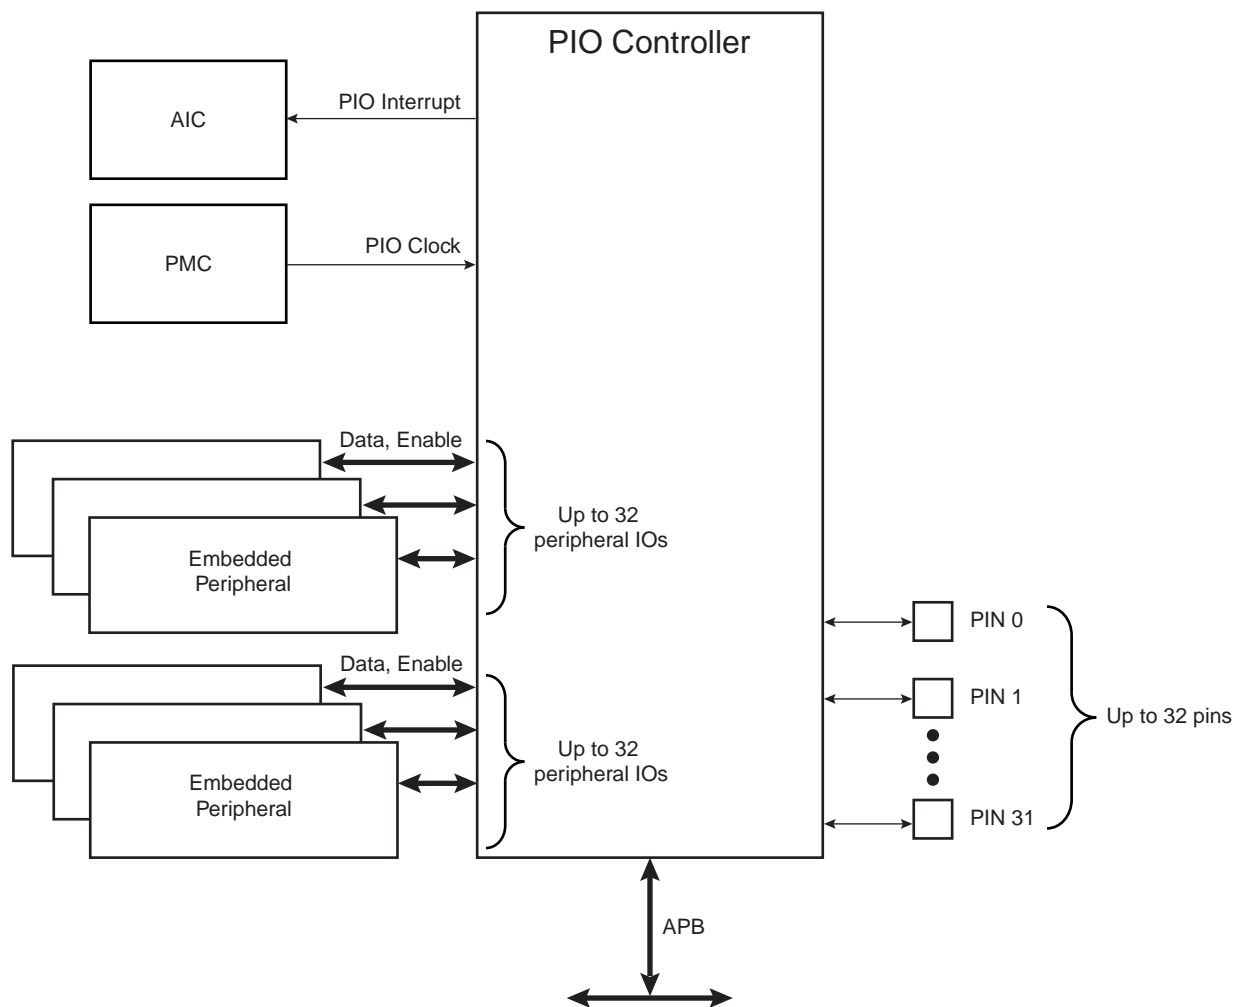 PIO Controller
AIC
PIO Interrupt
PMC
PIO Clock
Data, Enable
Up to 32
peripheral IOs
Embedded
Peripheral
PIN 0
Data, Enable
PIN 1
Up to 32 pins
Up to 32
peripheral IOs
Embedded
Peripheral
PIN 31
APB